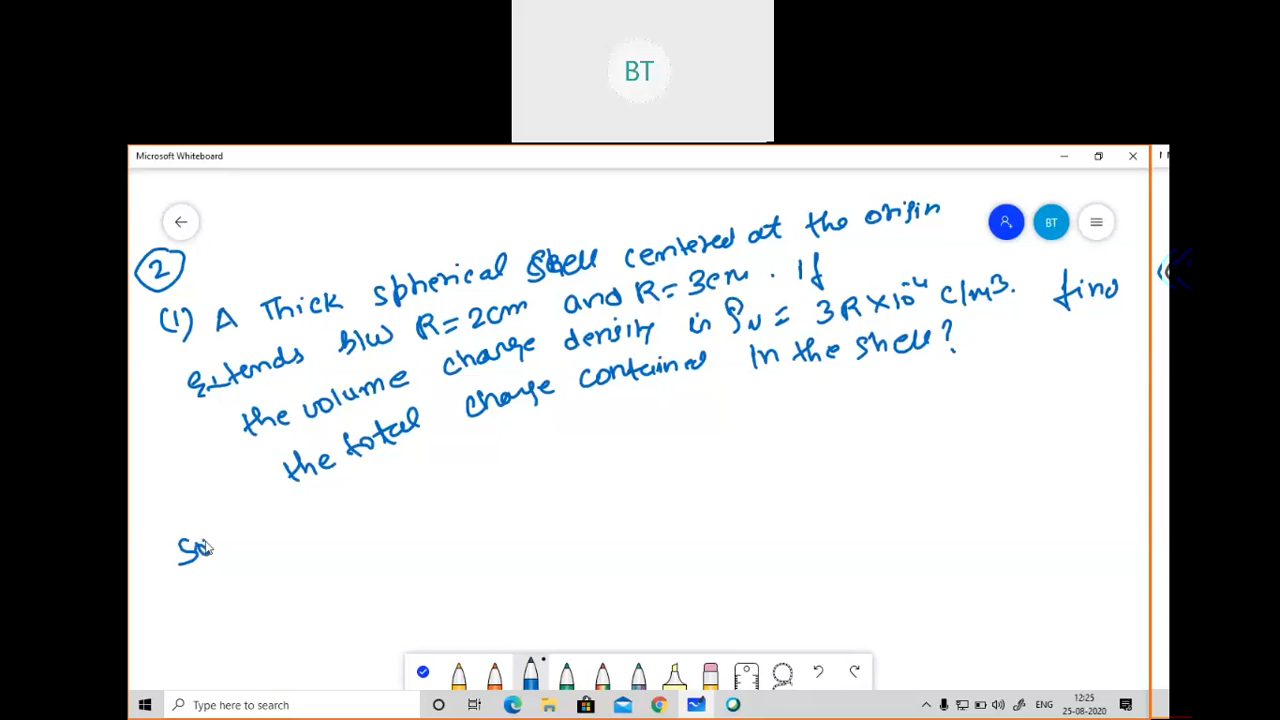 BT
Microsoft Whiteboard
BT
2
(1) A Thick spherical Shell centered at the origin
Extends b/w R=2cm and R=3cm. If
the volume charge density is ρv = 3R×10⁻⁴ c/m3. find
the total charge contained In the shell?
So
Type here to search
ENG
12:25
25-08-2020